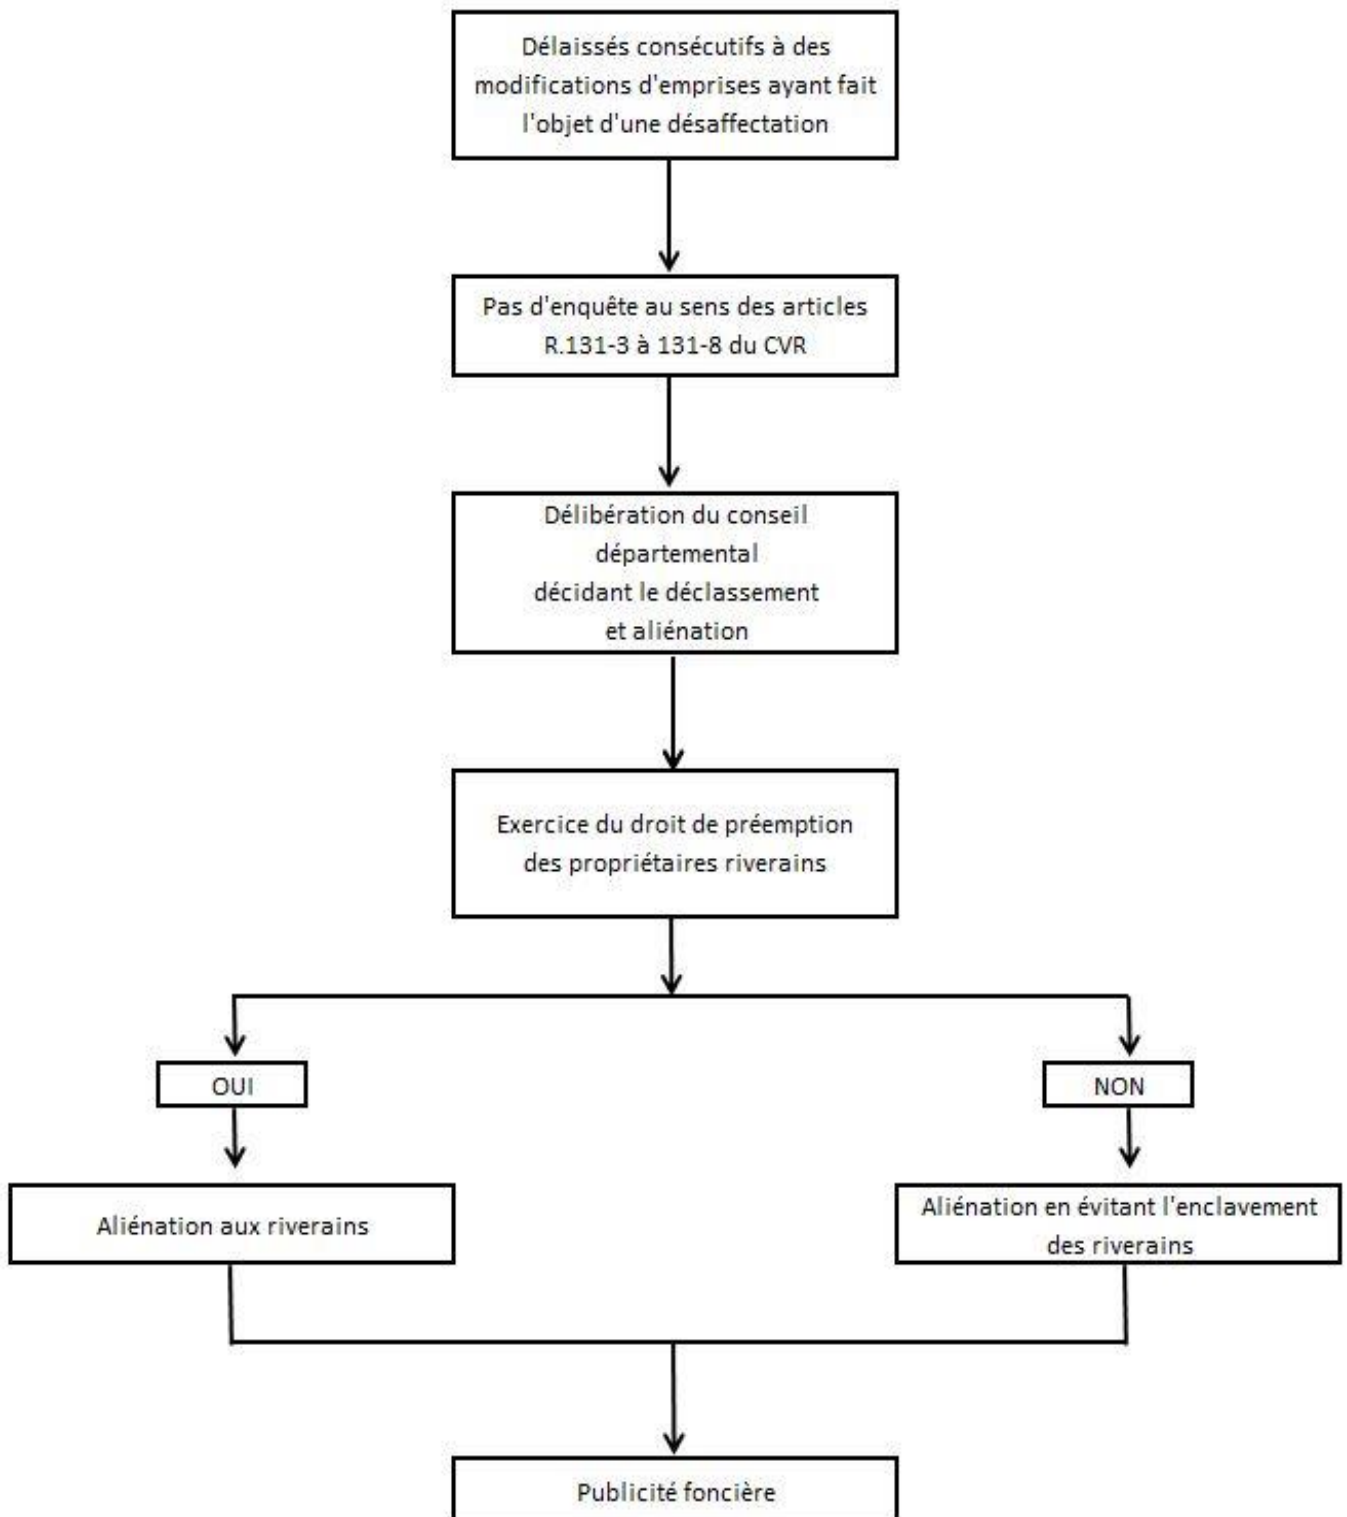 Délaissés consécutifs à des
modifications d'emprises ayant fait
l'objet d'une désaffectation
Pas d'enquête au sens des articles
R.131-3 à 131-8 du CVR
Délibération du conseil
départemental
décidant le déclassement
et aliénation
Exercice du droit de préemption
des propriétaires riverains
OUI
NON
Aliénation aux riverains
Aliénation en évitant l'enclavement
des riverains
Publicité foncière